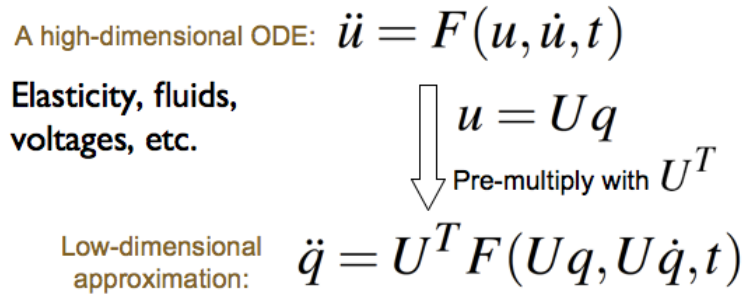 A high-dimensional ODE: ü = F(u, u̇, t)
Elasticity, fluids,
voltages, etc.
u = Uq
Pre-multiply with U^T
Low-dimensional
approximation:
q̈ = U^T F(Uq, Uq̇, t)